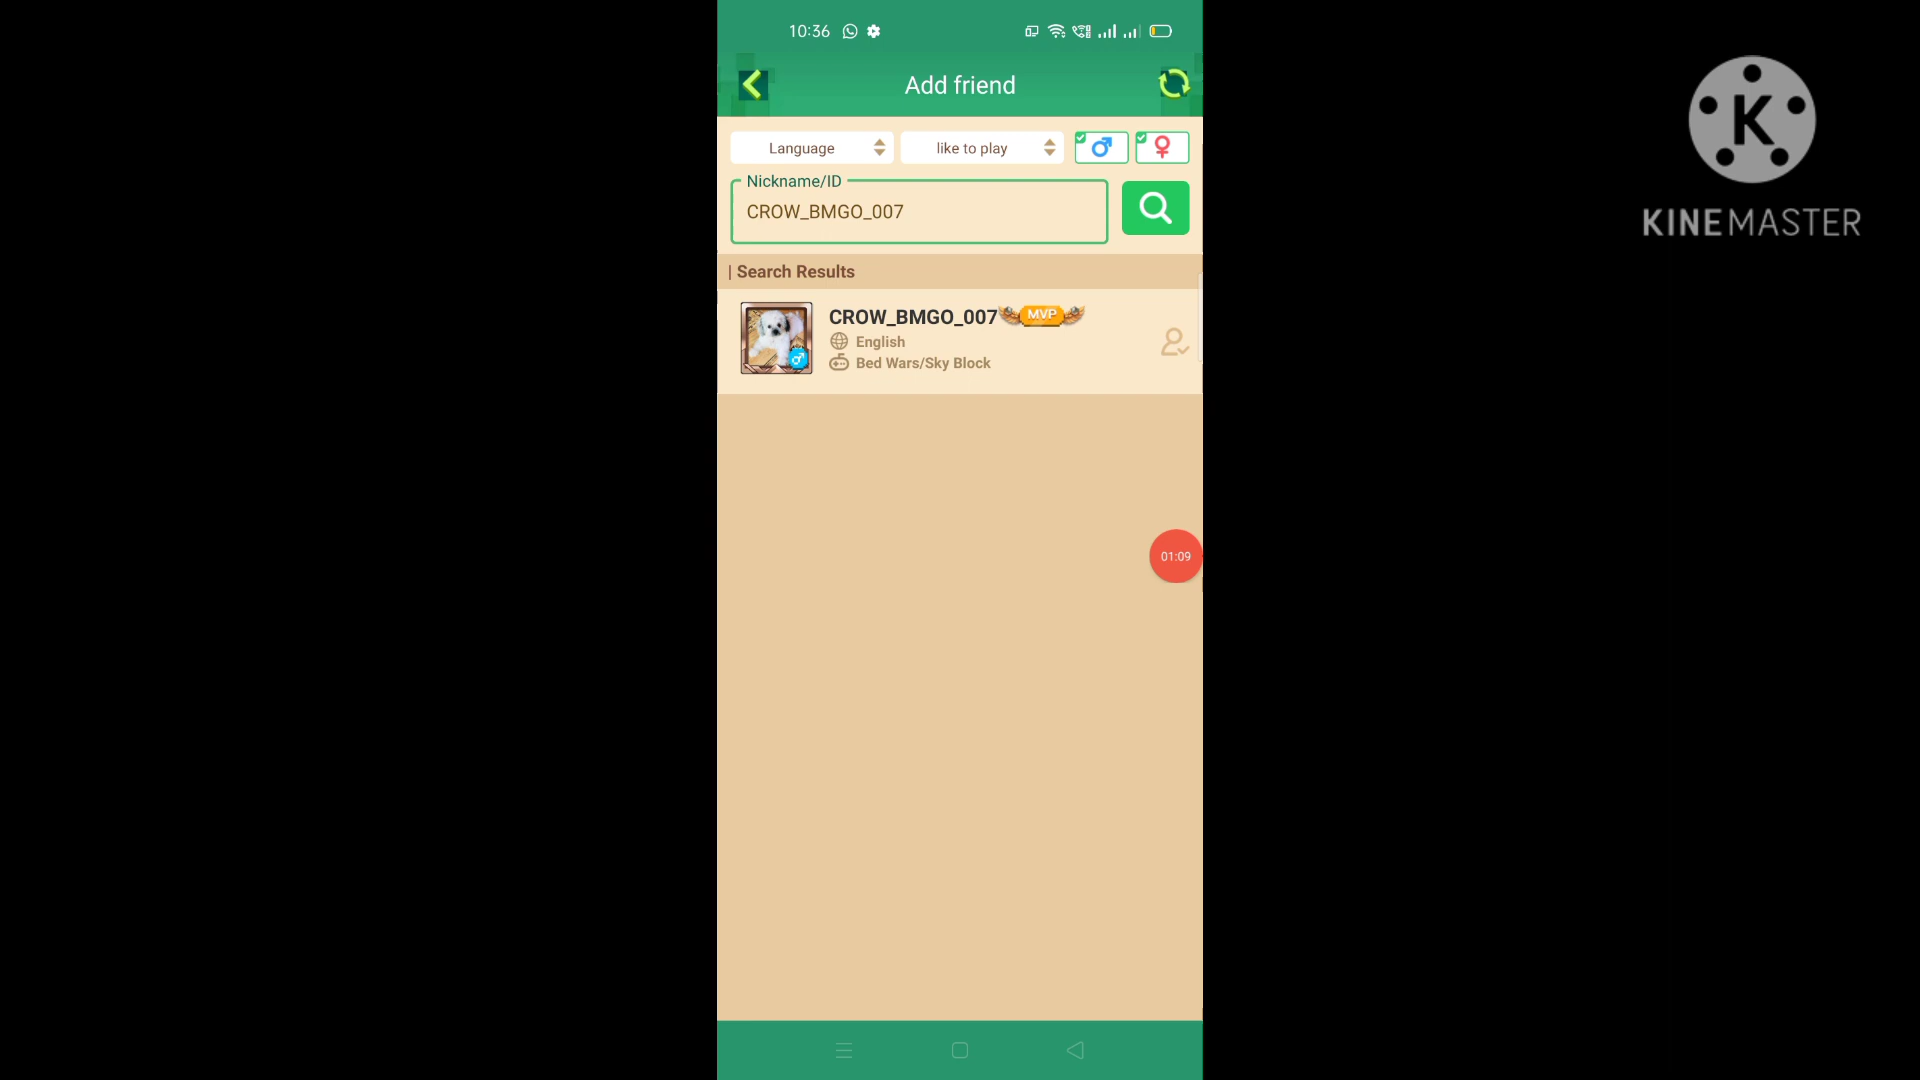 10:36
Add friend
Language
like to play
Nickname/ID
CROW_BMGO_007
| Search Results
CROW_BMGO_007 MVP
English
Bed Wars/Sky Block
01:09
K
KINEMASTER